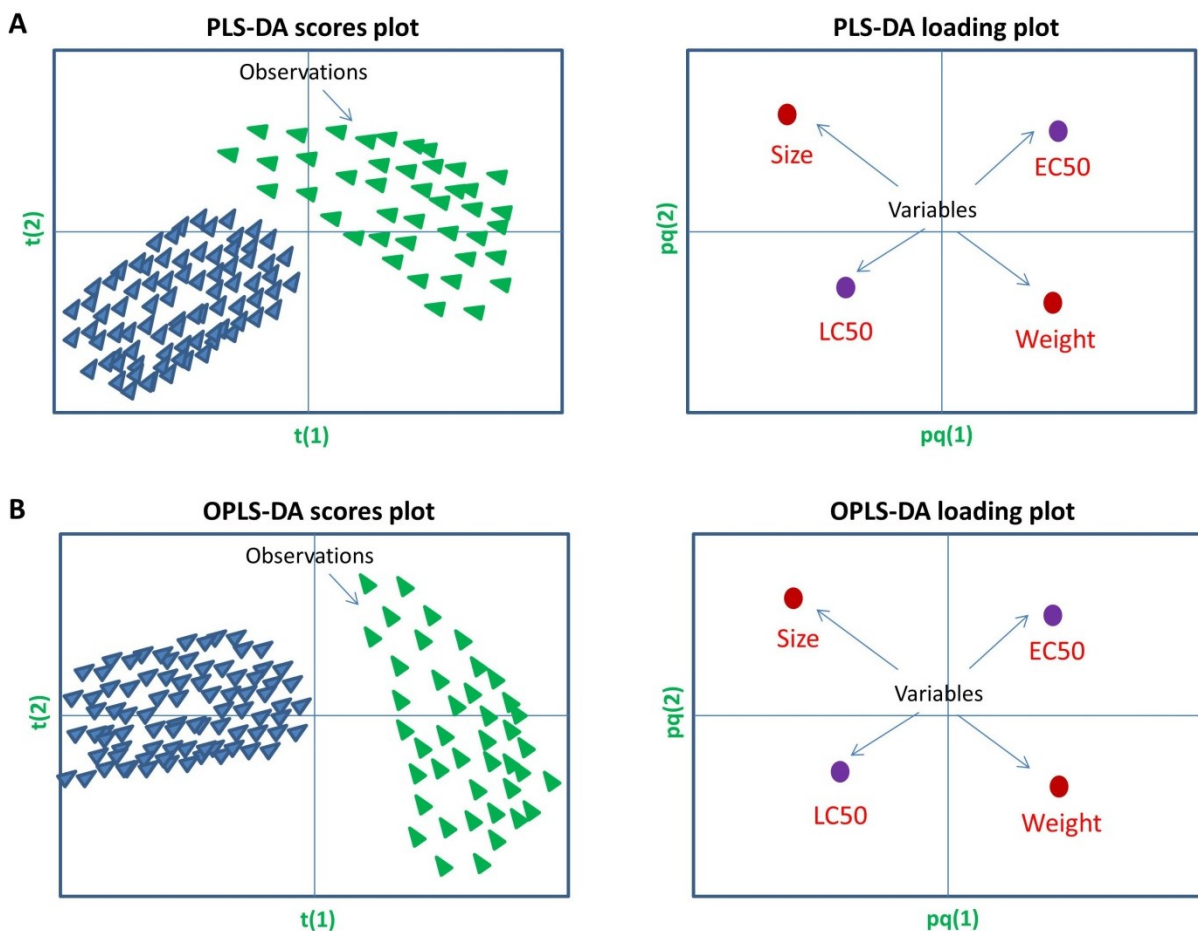 A
PLS-DA scores plot
Observations
t(2)
t(1)
PLS-DA loading plot
Size
EC50
Variables
pq(2)
LC50
Weight
pq(1)
B
OPLS-DA scores plot
Observations
t(2)
t(1)
OPLS-DA loading plot
Size
EC50
Variables
pq(2)
LC50
Weight
pq(1)